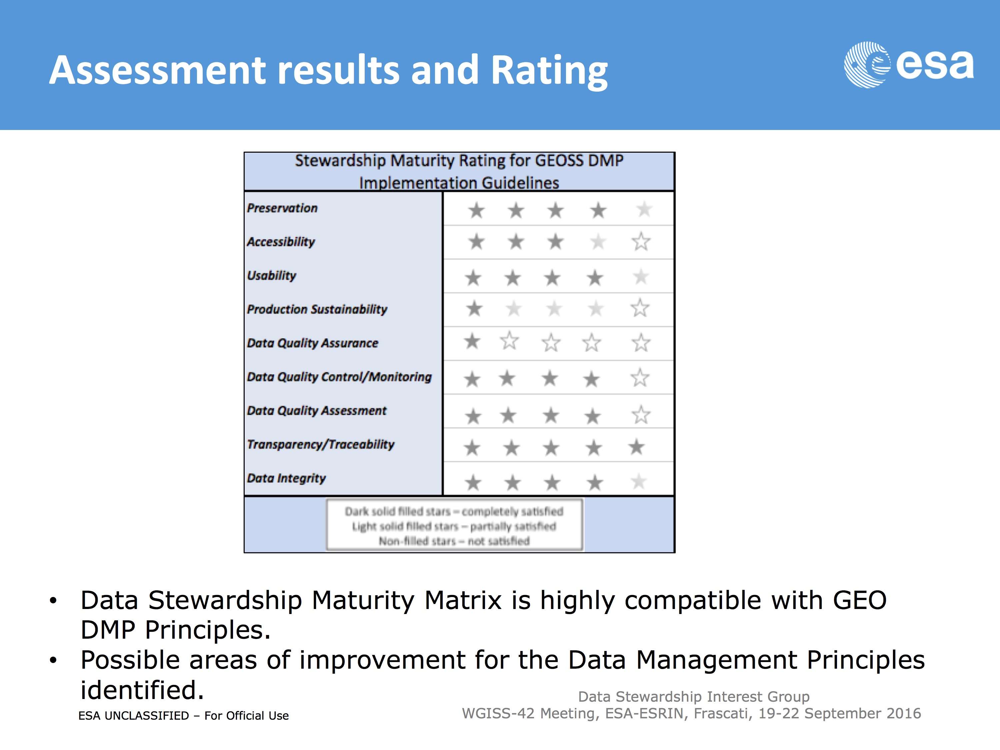 Assessment results and Rating
esa
Stewardship Maturity Rating for GEOSS DMP
Implementation Guidelines
Preservation
Accessibility
Usability
Production Sustainability
Data Quality Assurance
Data Quality Control/Monitoring
Data Quality Assessment
Transparency/Traceability
Data Integrity
Dark solid filled stars – completely satisfied
Light solid filled stars – partially satisfied
Non-filled stars – not satisfied
• Data Stewardship Maturity Matrix is highly compatible with GEO
DMP Principles.
• Possible areas of improvement for the Data Management Principles
identified.
Data Stewardship Interest Group
ESA UNCLASSIFIED – For Official Use
WGISS-42 Meeting, ESA-ESRIN, Frascati, 19-22 September 2016